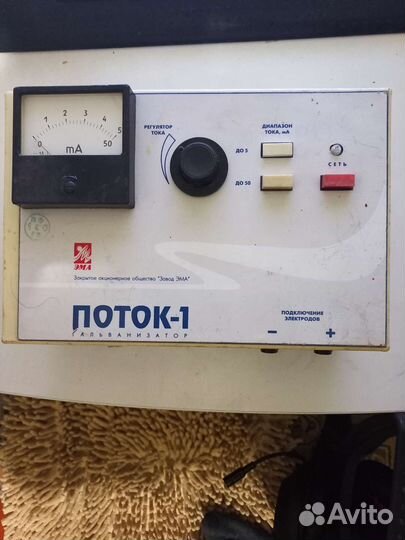 1 2 3 4 5
0 50
mA
РЕГУЛЯТОР
ТОКА
ДИАПАЗОН
ТОКА, мА
ДО 5
ДО 50
СЕТЬ
ЭМА
Закрытое акционерное общество "Завод ЭМА"
ПОТОК-1
ГАЛЬВАНИЗАТОР
ПОДКЛЮЧЕНИЕ
ЭЛЕКТРОДОВ
− +
Avito